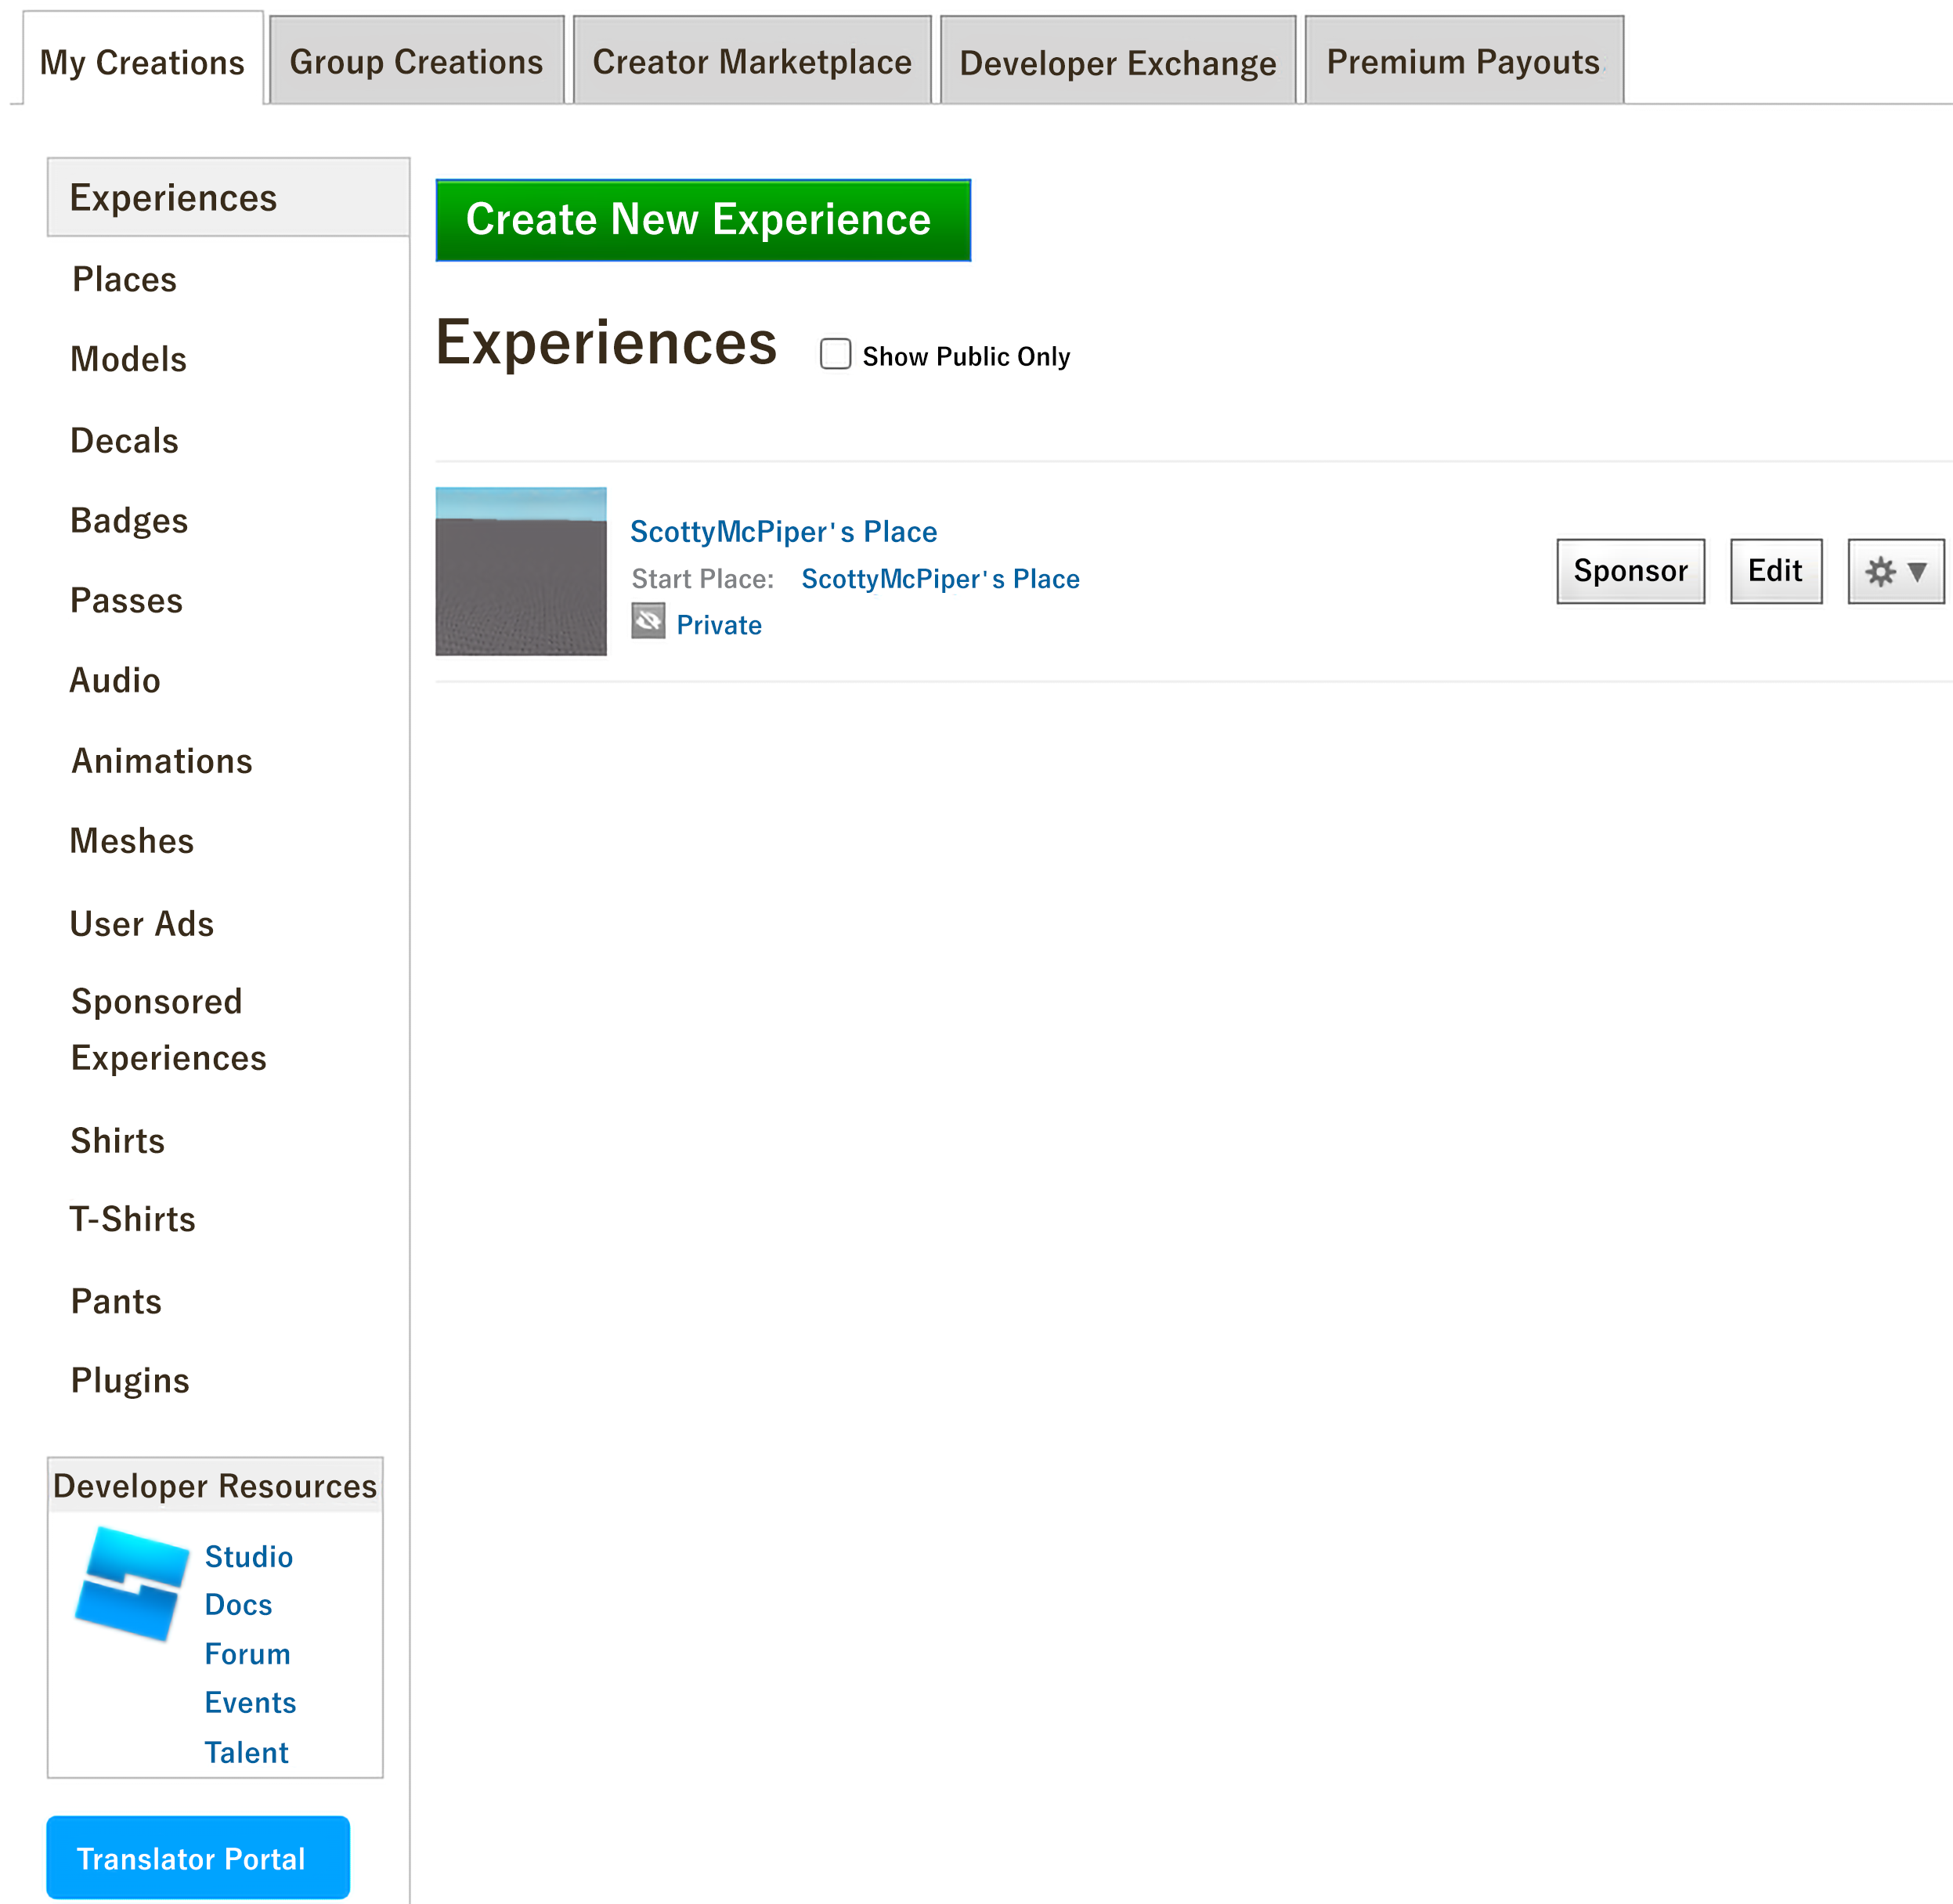 My Creations Group Creations Creator Marketplace Developer Exchange Premium Payouts
Experiences
Places
Models
Decals
Badges
Passes
Audio
Animations
Meshes
User Ads
Sponsored
Experiences
Shirts
T-Shirts
Pants
Plugins
Developer Resources
Studio
Docs
Forum
Events
Talent
Translator Portal
Create New Experience
Experiences Show Public Only
ScottyMcPiper's Place
Start Place: ScottyMcPiper's Place
Private
Sponsor Edit